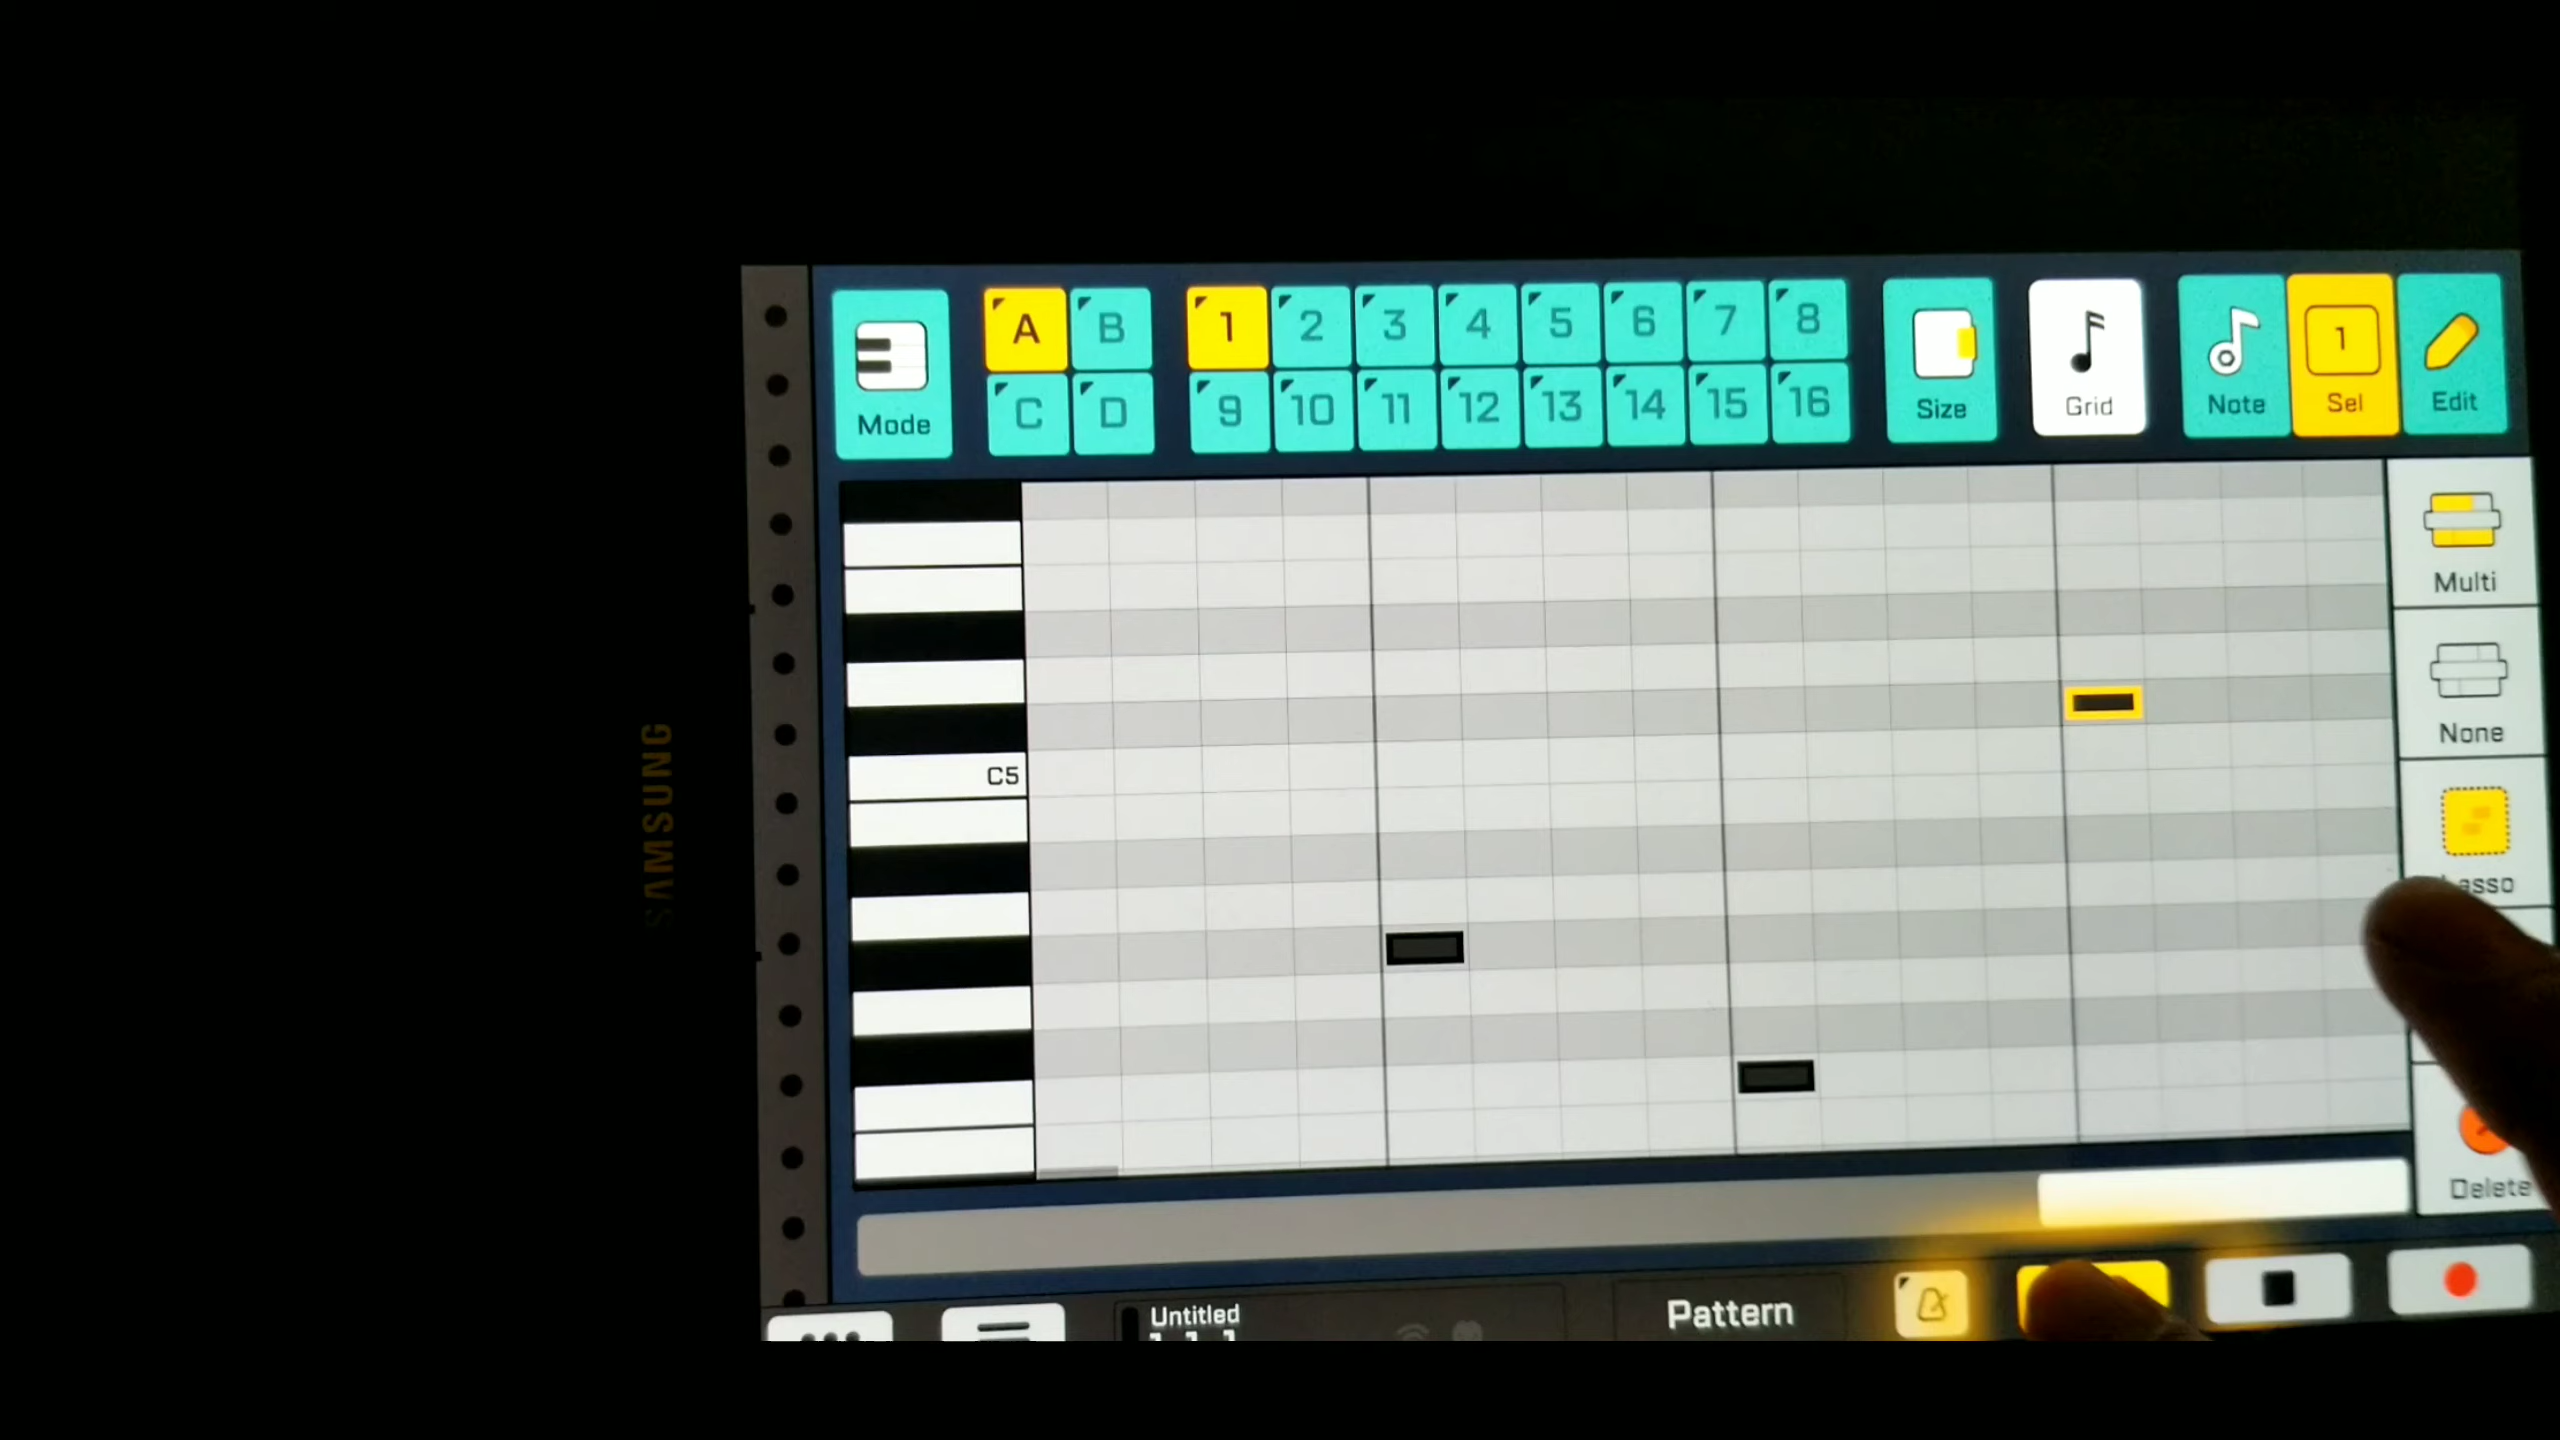 A B 1 2 3 4 5 6 7 8 1
Mode C D 9 10 11 12 13 14 15 16 Size Grid Note Sel Edit
Multi
None
C5
SAMSUNG
Delete
Untitled
Pattern